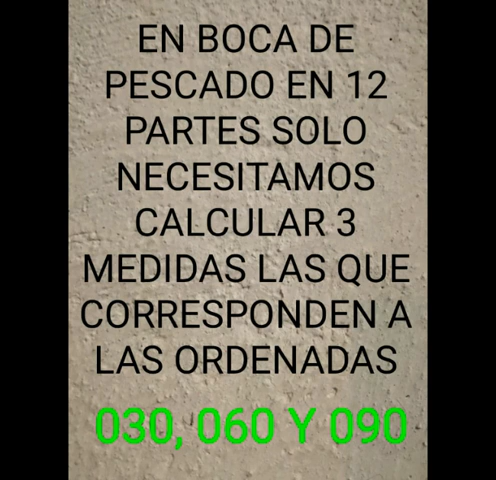 EN BOCA DE
PESCADO EN 12
PARTES SOLO
NECESITAMOS
CALCULAR 3
MEDIDAS LAS QUE
CORRESPONDEN A
LAS ORDENADAS
030, 060 Y 090